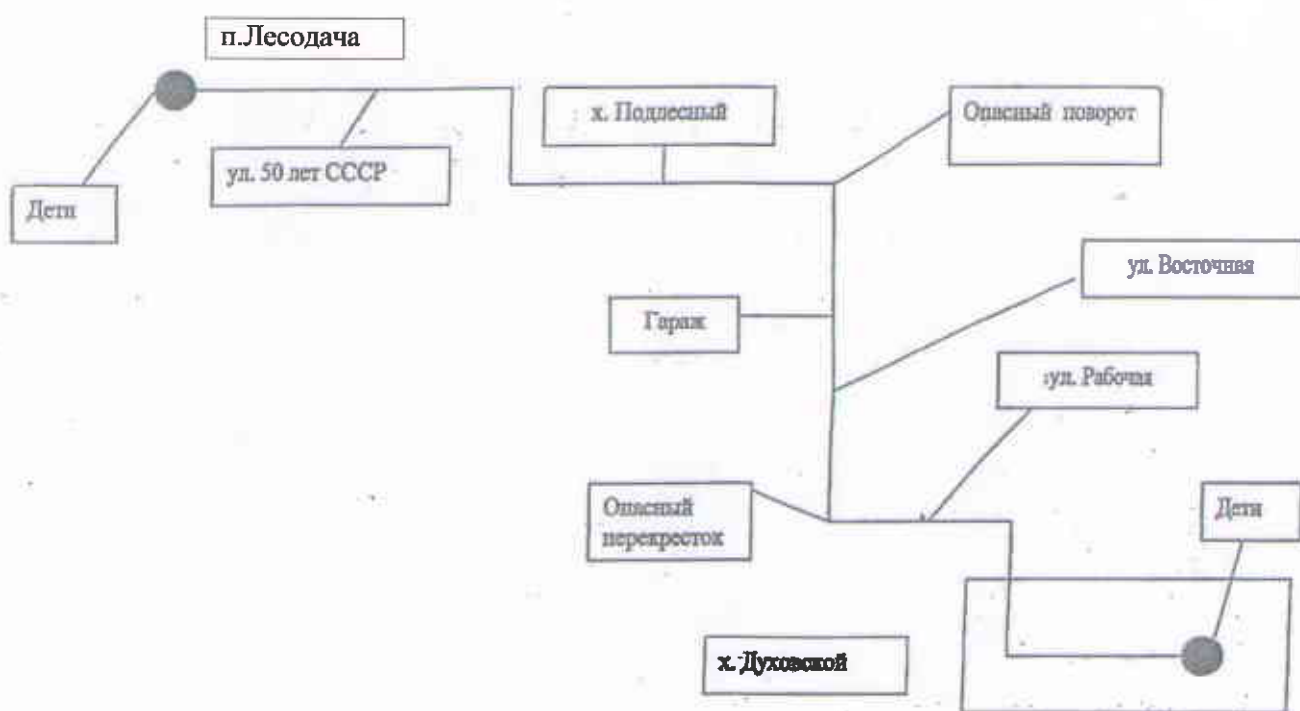 п.Лесодача
х. Подлесный
Опасный поворот
ул. 50 лет СССР
Дети
ул. Восточная
Гараж
ул. Рабочая
Опасный
перекресток
Дети
х. Духовской